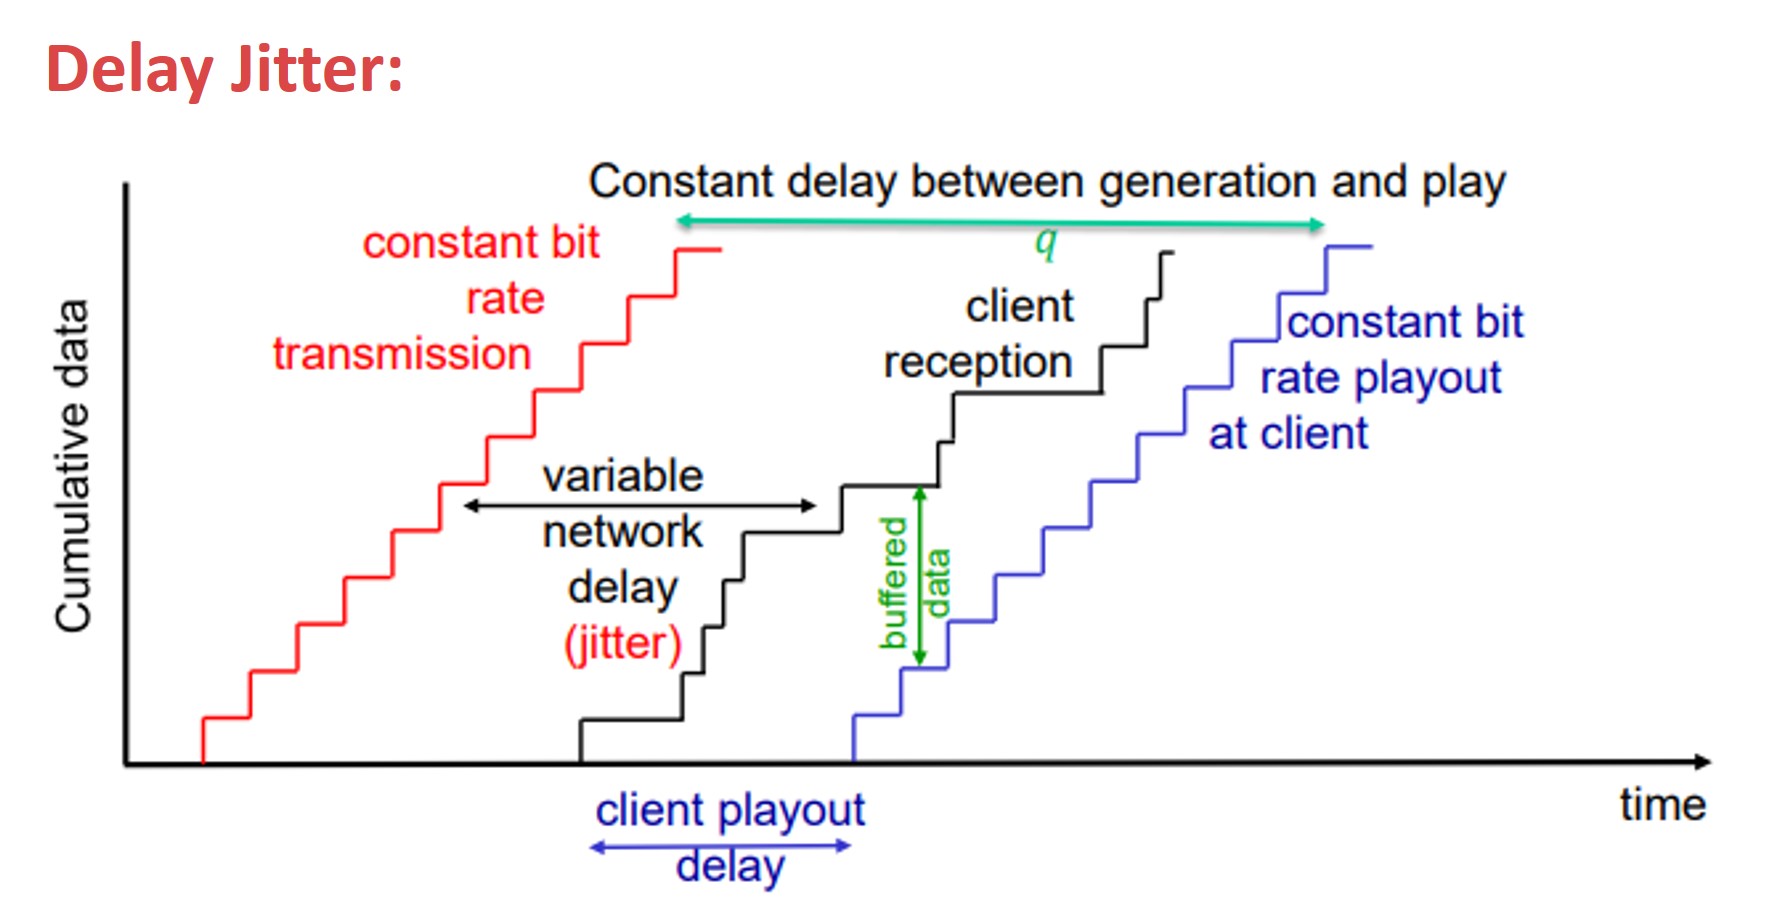 Delay Jitter:
Constant delay between generation and play
q
constant bit
rate
transmission
client
reception
constant bit
rate playout
at client
variable
network
delay
(jitter)
buffered
data
Cumulative data
time
client playout
delay